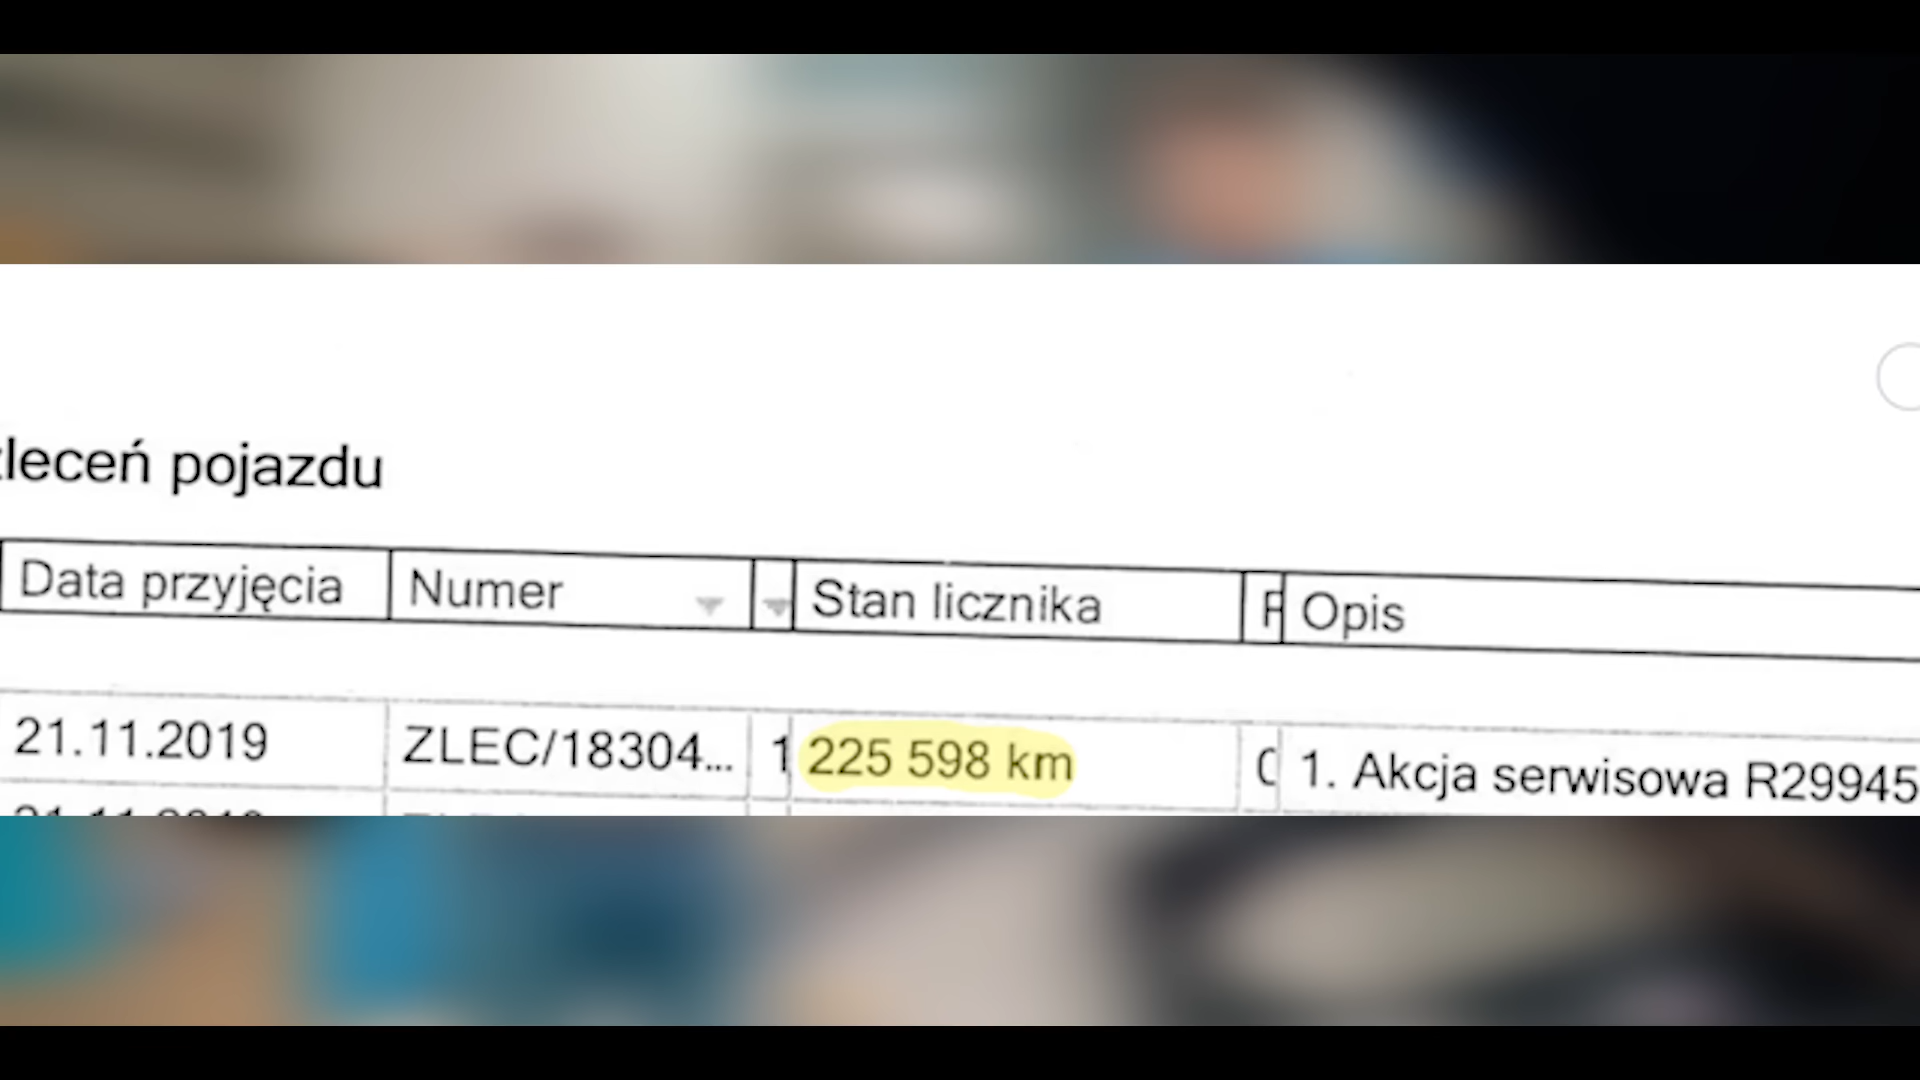 zleceń pojazdu
Data przyjęcia Numer Stan licznika Opis
21.11.2019 ZLEC/18304... 1 225 598 km 1. Akcja serwisowa R29945